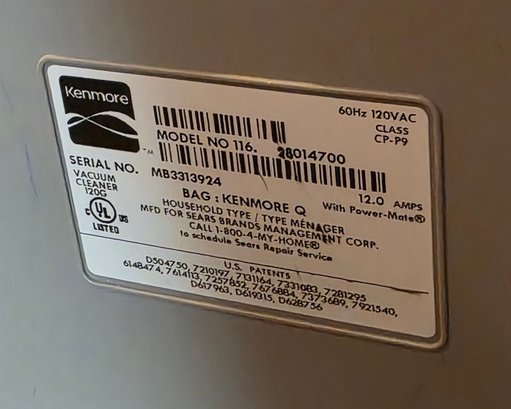 Kenmore
60Hz 120VAC
CLASS
CP-P9
MODEL NO 116. 28014700
SERIAL NO. MB3313924
12.0 AMPS
With Power-Mate®
VACUUM
CLEANER
120G
UL
US
LISTED
BAG : KENMORE Q
HOUSEHOLD TYPE / TYPE MÉNAGER
MFD FOR SEARS BRANDS MANAGEMENT CORP.
CALL 1-800-4-MY-HOME®
to schedule Sears Repair Service
U.S. PATENTS
D504750, 7210197, 7131164, 7331083, 7281295
6148474, 7614113, 7257852, 7676884, 7373689, 7921540,
D617963, D619315, D628756